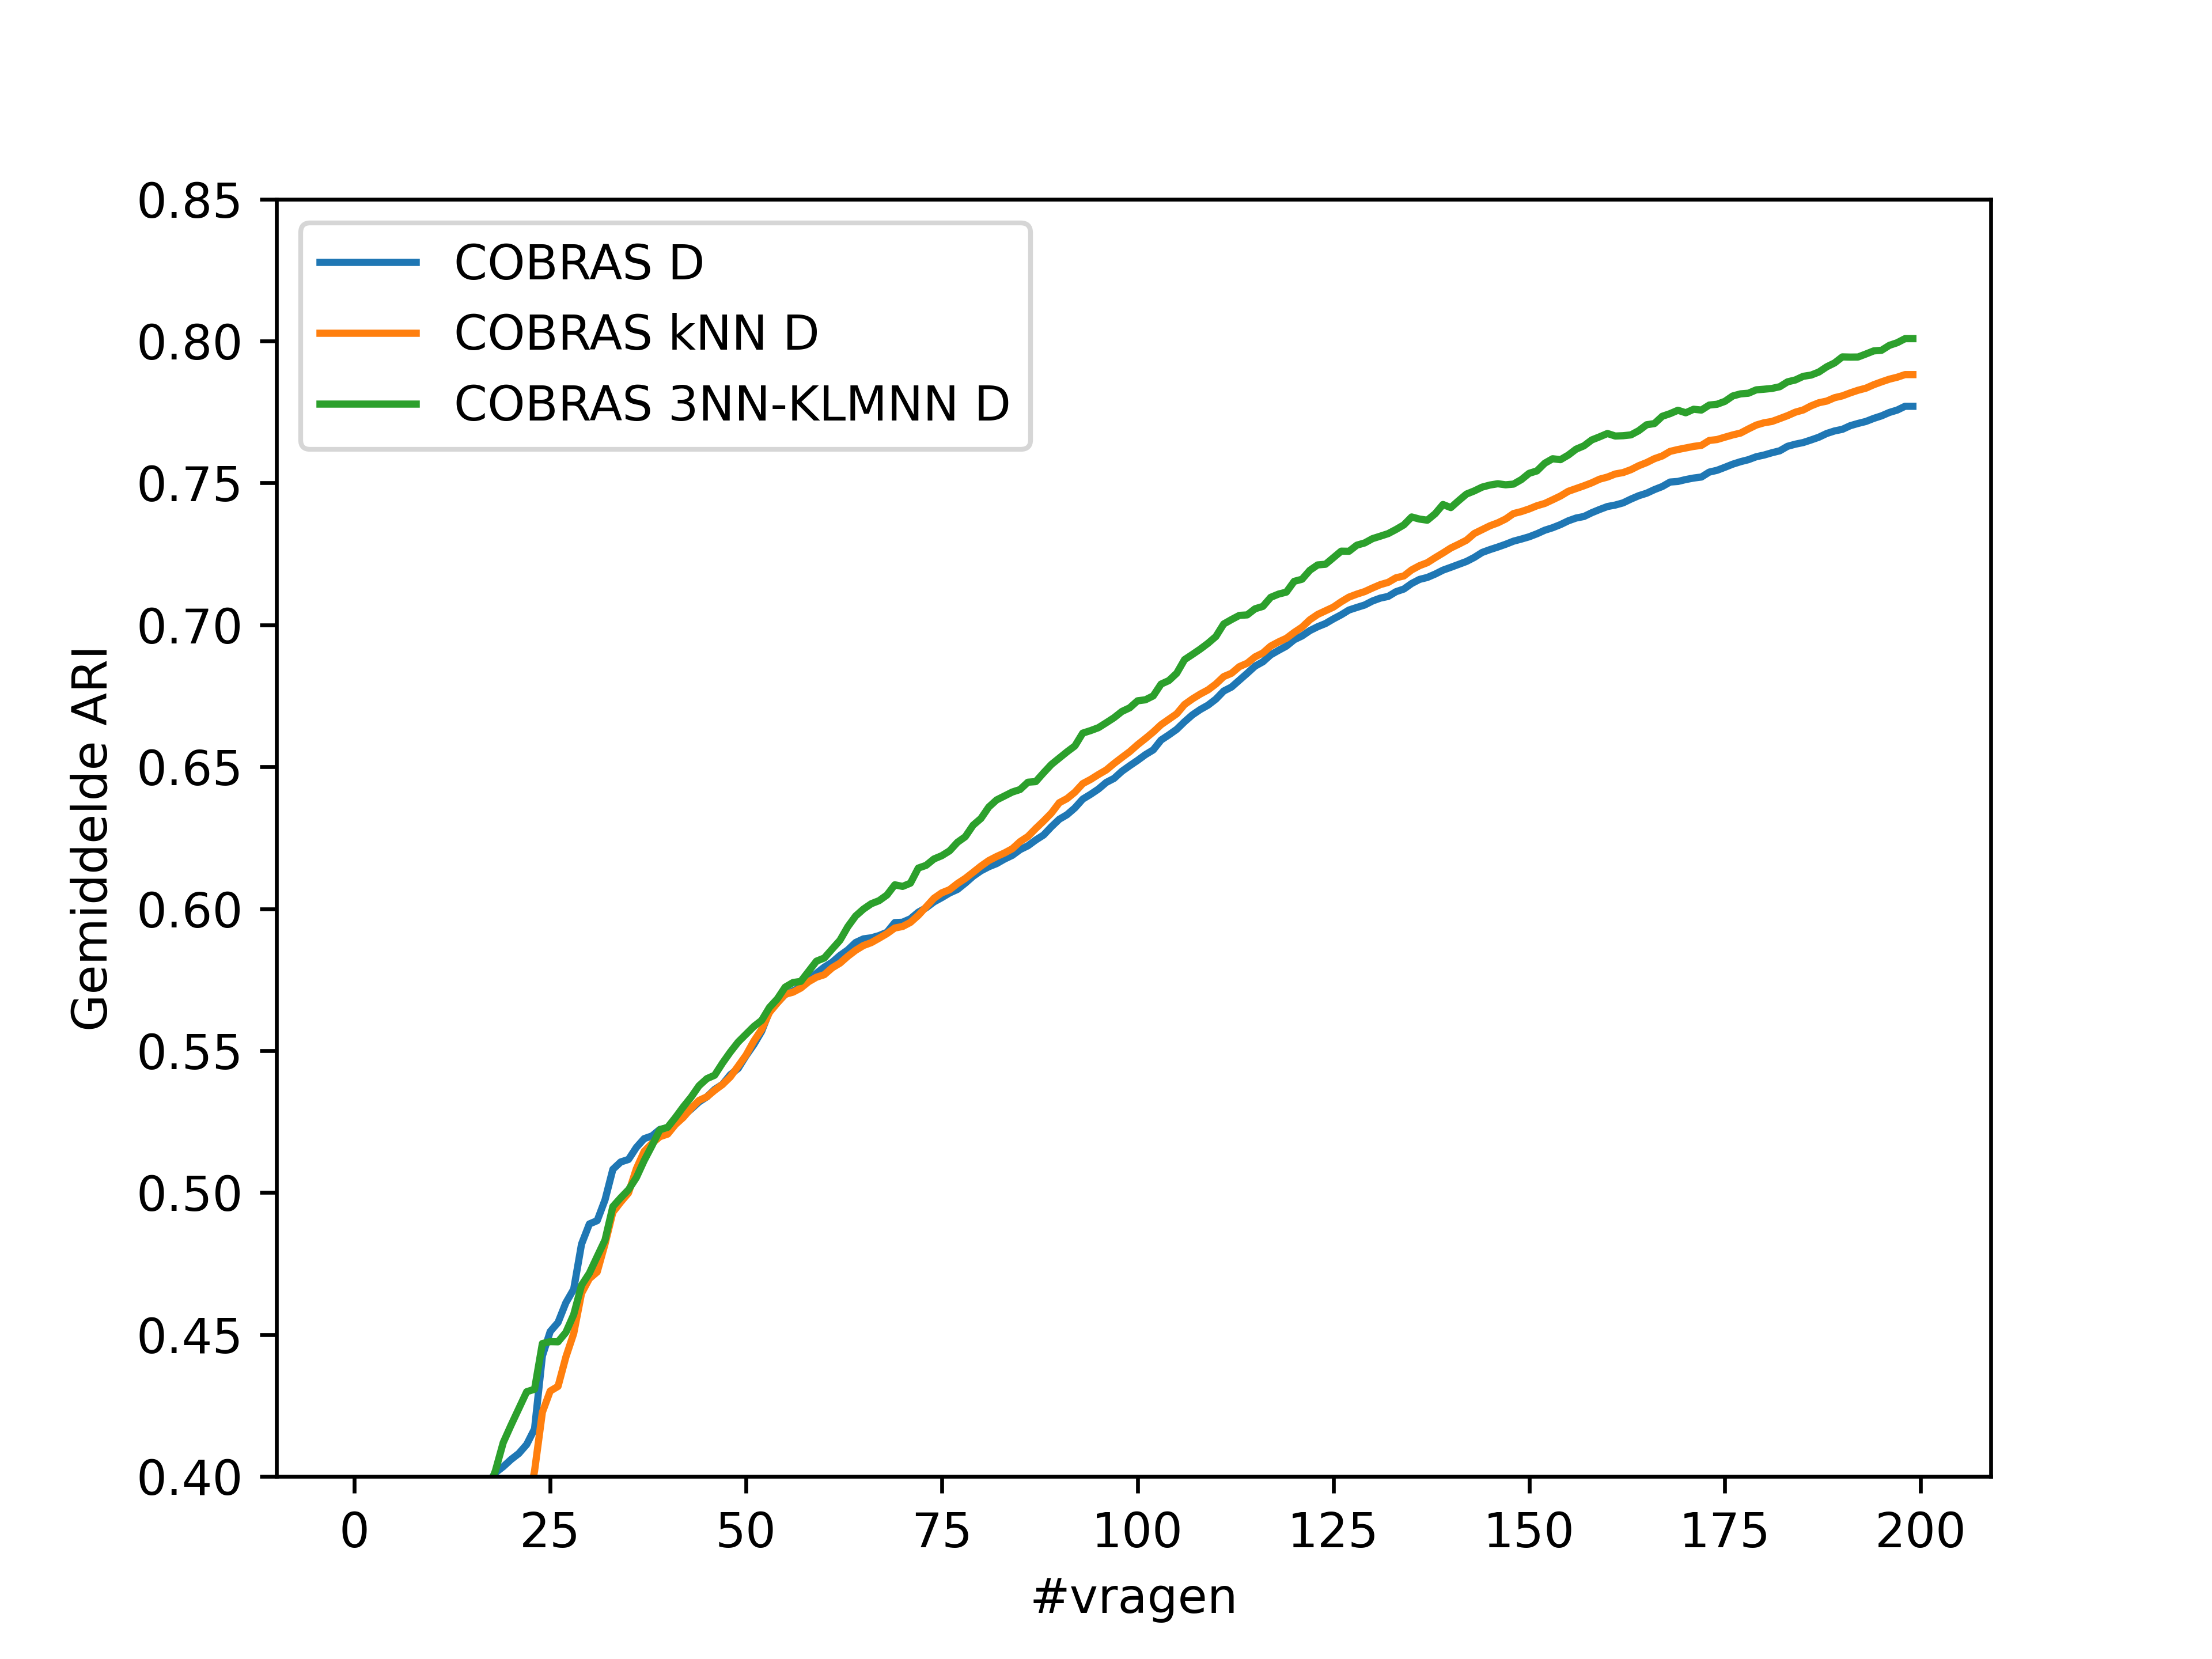 COBRAS D
COBRAS kNN D
COBRAS 3NN-KLMNN D
Gemiddelde ARI
0.85
0.80
0.75
0.70
0.65
0.60
0.55
0.50
0.45
0.40
0 25 50 75 100 125 150 175 200
#vragen